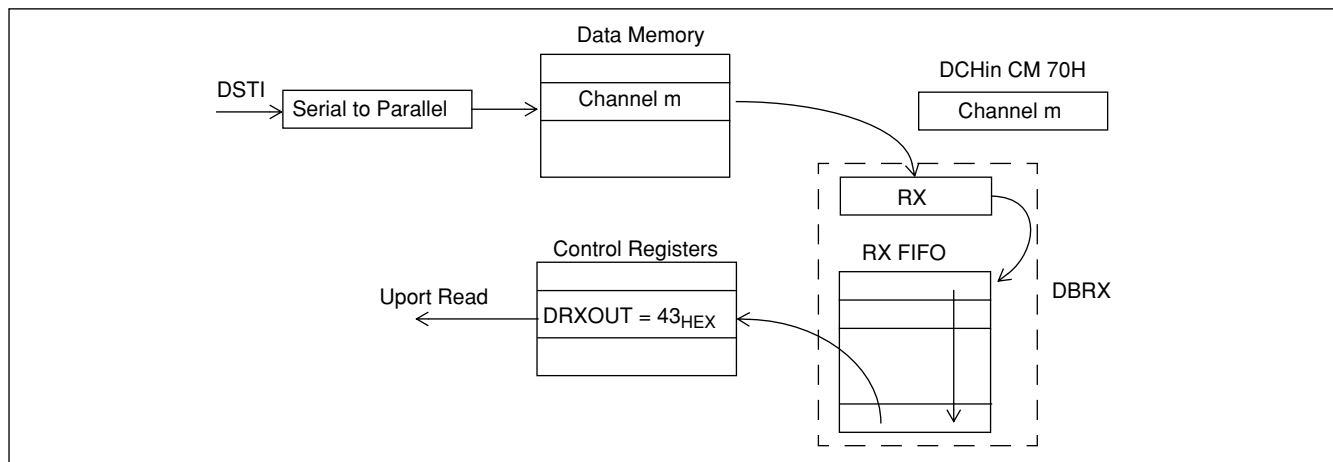 Data Memory
DSTI
Serial to Parallel
Channel m
DCHin CM 70H
Channel m
RX
Control Registers
RX FIFO
Uport Read
DRXOUT = 43HEX
DBRX